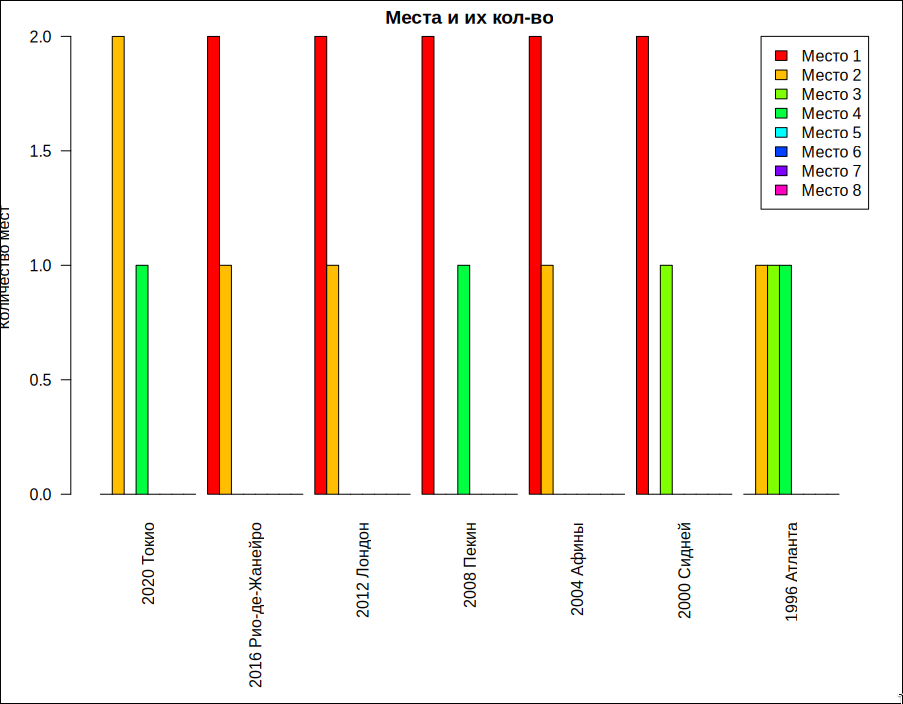 Места и их кол-во
2.0
1.5
1.0
0.5
0.0
количество мест
Место 1
Место 2
Место 3
Место 4
Место 5
Место 6
Место 7
Место 8
2020 Токио
2016 Рио-де-Жанейро
2012 Лондон
2008 Пекин
2004 Афины
2000 Сидней
1996 Атланта